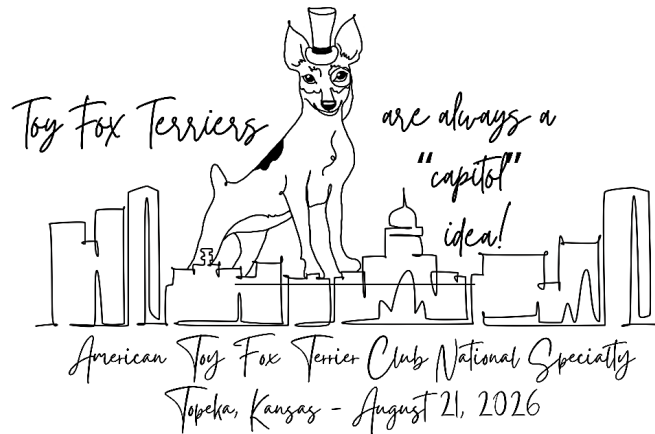 Toy Fox Terriers
are always a
"capitol"
idea!
American Toy Fox Terrier Club National Specialty
Topeka, Kansas - August 21, 2026